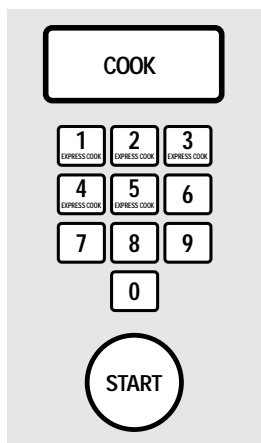 COOK
1 2 3
EXPRESS COOK EXPRESS COOK EXPRESS COOK
4 5 6
EXPRESS COOK EXPRESS COOK
7 8 9
0
START